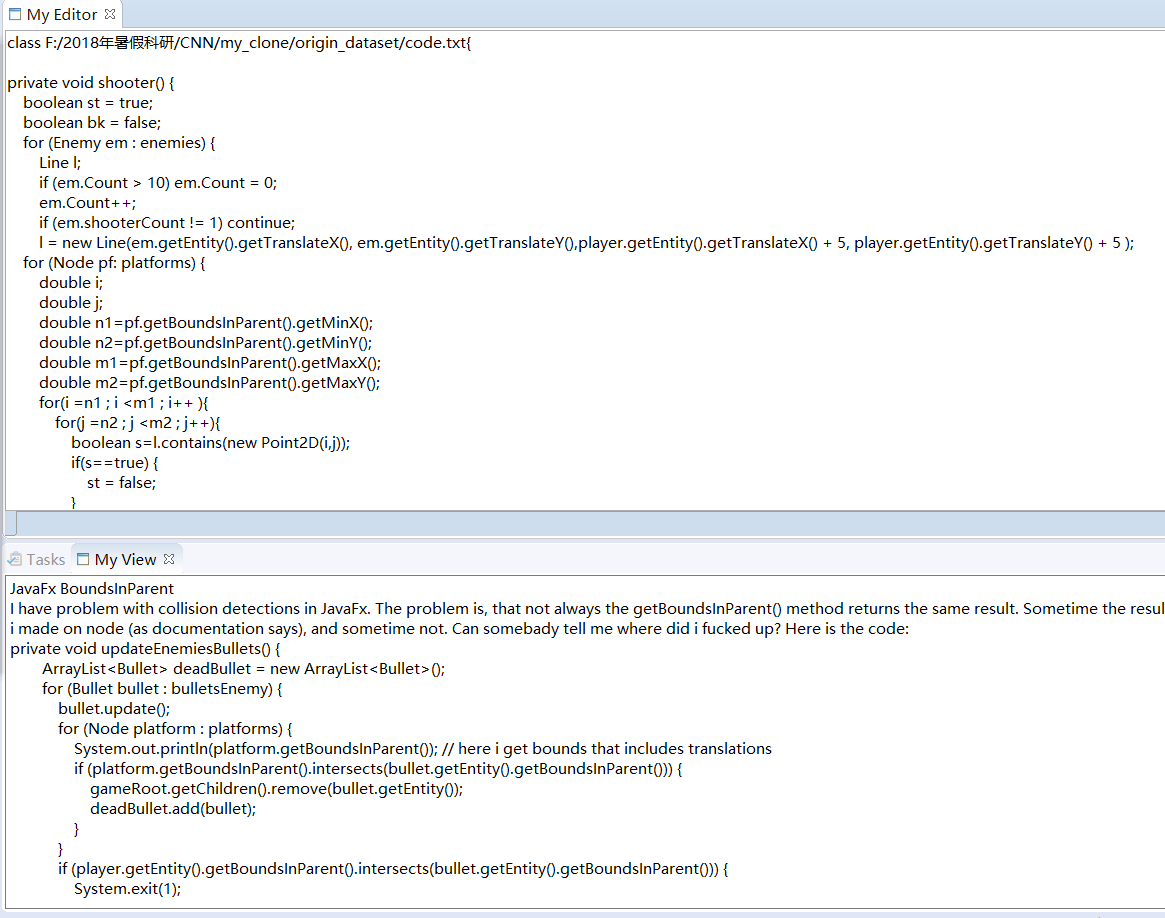 My Editor
class F:/2018年暑假科研/CNN/my_clone/origin_dataset/code.txt{
private void shooter() {
boolean st = true;
boolean bk = false;
for (Enemy em : enemies) {
Line l;
if (em.Count > 10) em.Count = 0;
em.Count++;
if (em.shooterCount != 1) continue;
l = new Line(em.getEntity().getTranslateX(), em.getEntity().getTranslateY(),player.getEntity().getTranslateX() + 5, player.getEntity().getTranslateY() + 5 );
for (Node pf: platforms) {
double i;
double j;
double n1=pf.getBoundsInParent().getMinX();
double n2=pf.getBoundsInParent().getMinY();
double m1=pf.getBoundsInParent().getMaxX();
double m2=pf.getBoundsInParent().getMaxY();
for(i =n1 ; i <m1 ; i++ ){
for(j =n2 ; j <m2 ; j++){
boolean s=l.contains(new Point2D(i,j));
if(s==true) {
st = false;
}
Tasks My View
JavaFx BoundsInParent
I have problem with collision detections in JavaFx. The problem is, that not always the getBoundsInParent() method returns the same result. Sometime the resul
i made on node (as documentation says), and sometime not. Can somebady tell me where did i fucked up? Here is the code:
private void updateEnemiesBullets() {
ArrayList<Bullet> deadBullet = new ArrayList<Bullet>();
for (Bullet bullet : bulletsEnemy) {
bullet.update();
for (Node platform : platforms) {
System.out.println(platform.getBoundsInParent()); // here i get bounds that includes translations
if (platform.getBoundsInParent().intersects(bullet.getEntity().getBoundsInParent())) {
gameRoot.getChildren().remove(bullet.getEntity());
deadBullet.add(bullet);
}
}
if (player.getEntity().getBoundsInParent().intersects(bullet.getEntity().getBoundsInParent())) {
System.exit(1);